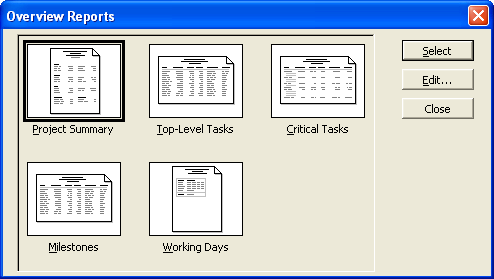 Overview Reports
Project Summary
Top-Level Tasks
Critical Tasks
Milestones
Working Days
Select
Edit...
Close